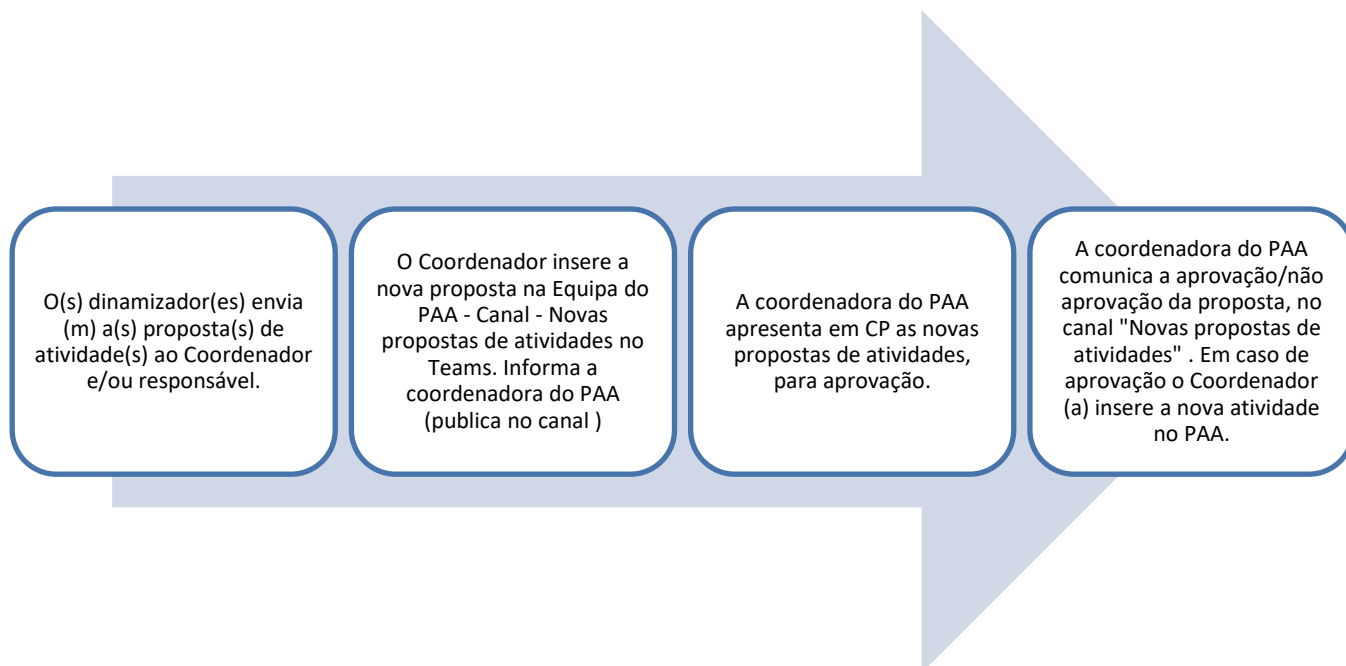 O(s) dinamizador(es) envia
(m) a(s) proposta(s) de
atividade(s) ao Coordenador
e/ou responsável.
O Coordenador insere a
nova proposta na Equipa do
PAA - Canal - Novas
propostas de atividades no
Teams. Informa a
coordenadora do PAA
(publica no canal )
A coordenadora do PAA
apresenta em CP as novas
propostas de atividades,
para aprovação.
A coordenadora do PAA
comunica a aprovação/não
aprovação da proposta, no
canal "Novas propostas de
atividades" . Em caso de
aprovação o Coordenador
(a) insere a nova atividade
no PAA.